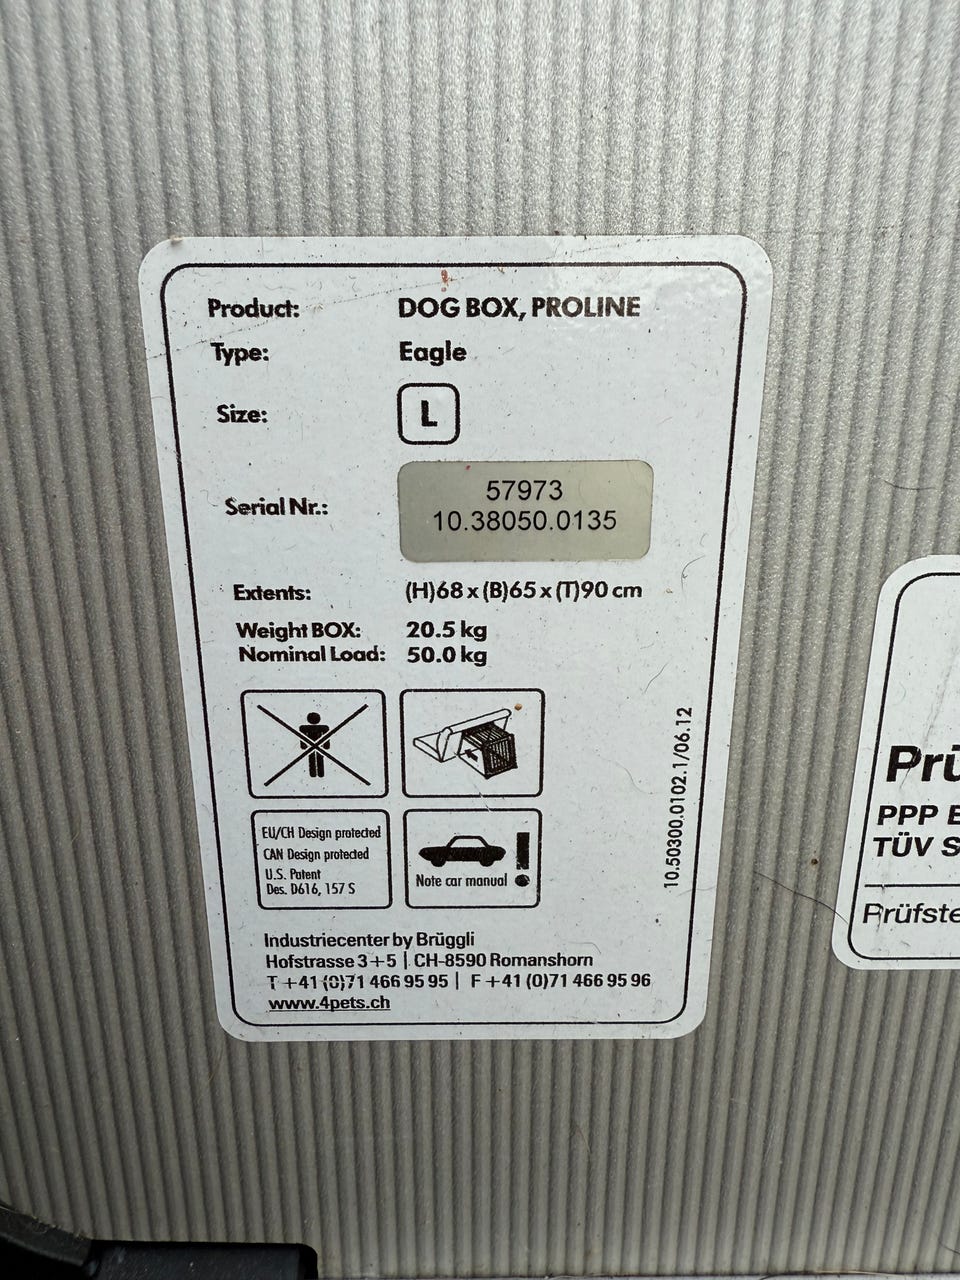 Product: DOG BOX, PROLINE
Type: Eagle
Size: L
Serial Nr.: 57973
10.38050.0135
Extents: (H)68 x (B)65 x (T)90 cm
Weight BOX: 20.5 kg
Nominal Load: 50.0 kg
EU/CH Design protected
CAN Design protected
U.S. Patent
Des. D616, 157 S
Note car manual
10.50300.0102.1/06.12
Industriecenter by Brüggli
Hofstrasse 3+5 | CH-8590 Romanshorn
T +41 (0)71 466 95 95 | F +41 (0)71 466 95 96
www.4pets.ch
PPP
TÜV S